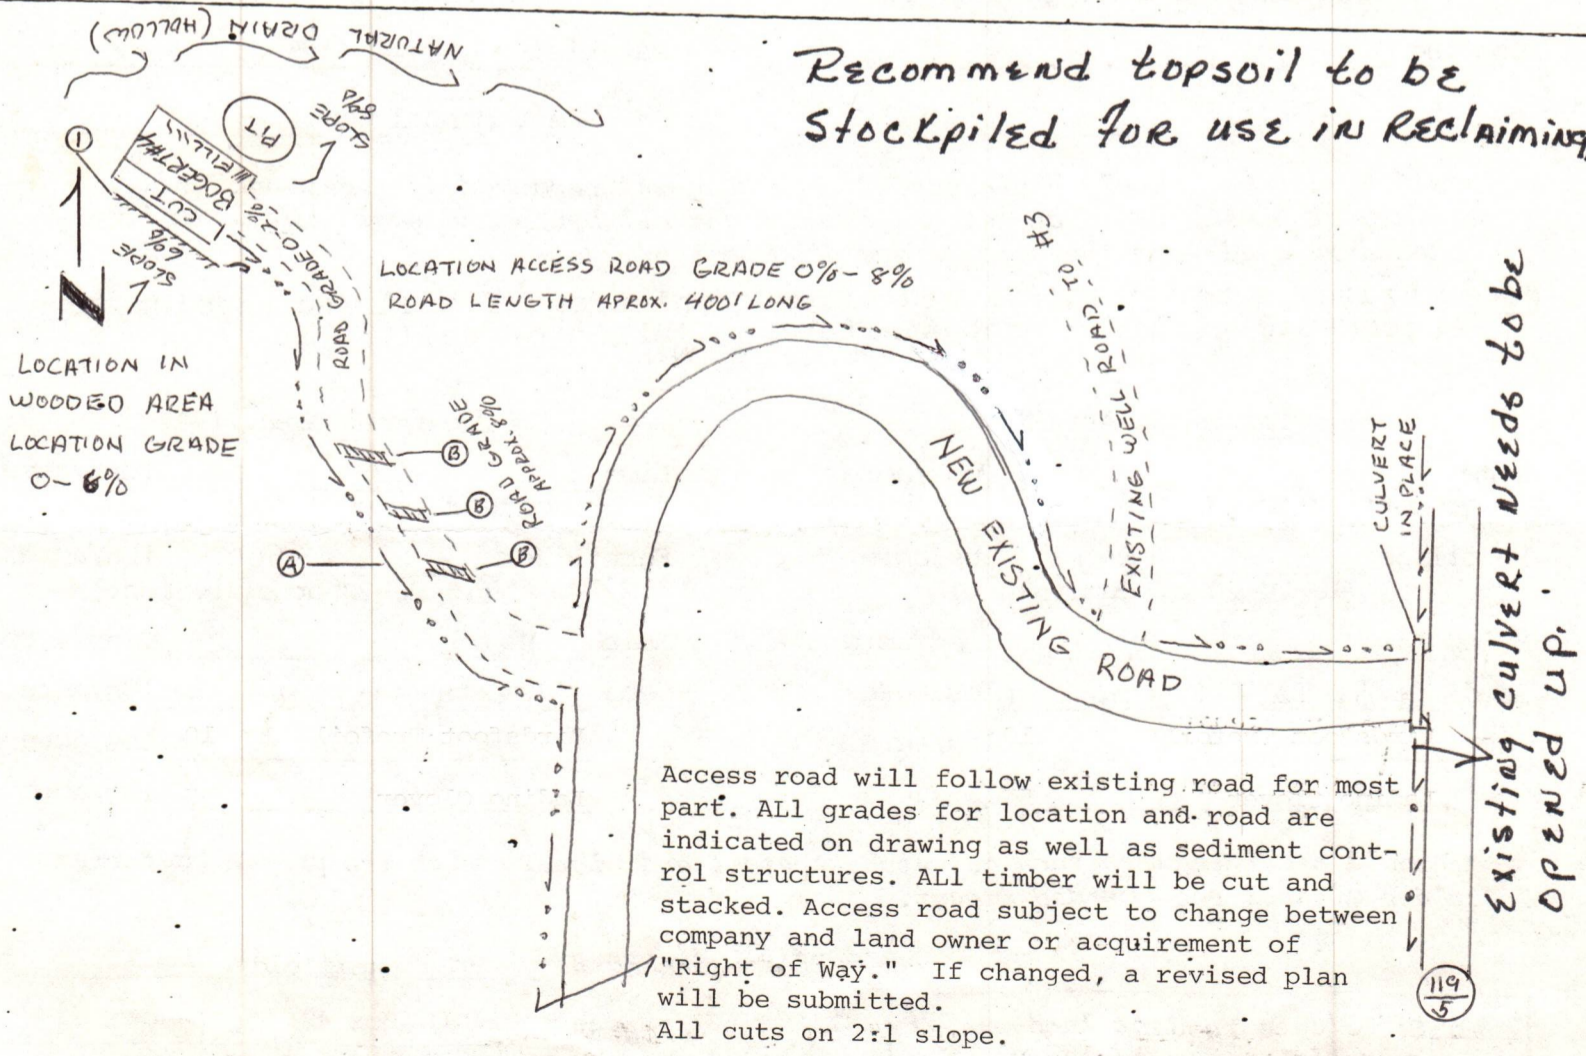 NATURAL DRAIN (HOLLOW)
Recommend topsoil to be
Stockpiled for use in Reclaiming
1
PIT
SLOPE
8%
CUT
SLOPE
6%
N
ROAD GRADE 0-2%
LOCATION ACCESS ROAD GRADE 0%-8%
ROAD LENGTH APROX. 400' LONG
LOCATION IN
WOODED AREA
LOCATION GRADE
0-6%
ROAD GRADE
APPROX. 8%
B
B
B
A
EXISTING WELL ROAD TO #3
NEW EXISTING ROAD
CULVERT
IN PLACE
Existing culvert needs to be
opened up.
Access road will follow existing road for most
part. ALl grades for location and road are
indicated on drawing as well as sediment cont-
rol structures. ALl timber will be cut and
stacked. Access road subject to change between
company and land owner or acquirement of
"Right of Way." If changed, a revised plan
will be submitted.
All cuts on 2:1 slope.
119
5